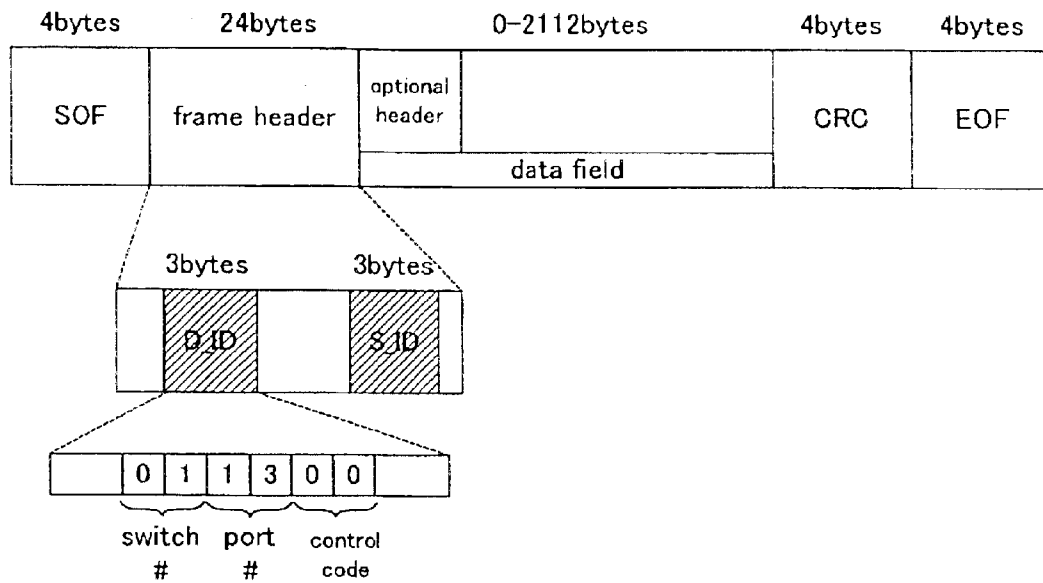 4bytes 24bytes 0-2112bytes 4bytes 4bytes
SOF frame header optional header CRC EOF
data field
3bytes 3bytes
D_ID S_ID
0 1 1 3 0 0
switch # port # control code